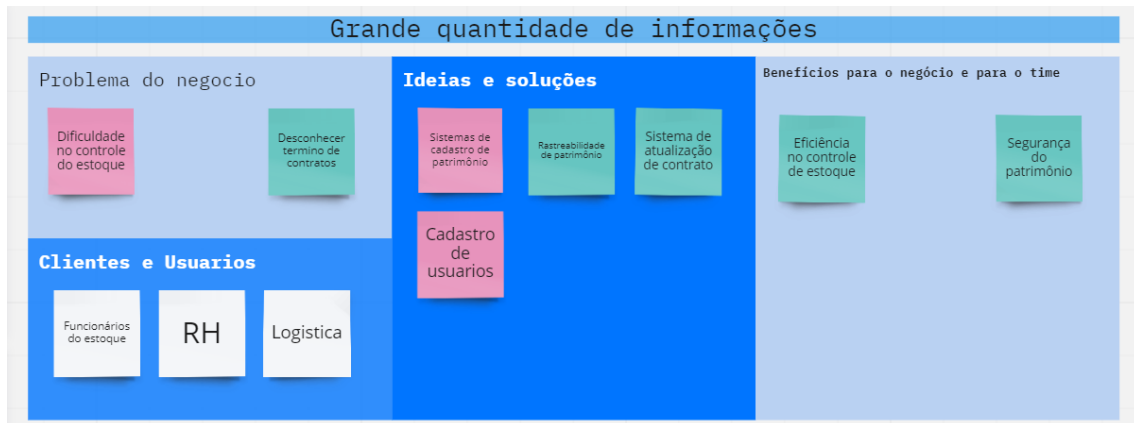 Grande quantidade de informações
Problema do negocio
Dificuldade
no controle
do estoque
Desconhecer
termino de
contratos
Clientes e Usuarios
Funcionários
do estoque
RH
Logistica
Ideias e soluções
Sistemas de
cadastro de
patrimônio
Rastreabilidade
de patrimônio
Sistema de
atualização
de contrato
Cadastro
de
usuarios
Benefícios para o negócio e para o time
Eficiência
no controle
de estoque
Segurança
do
patrimônio